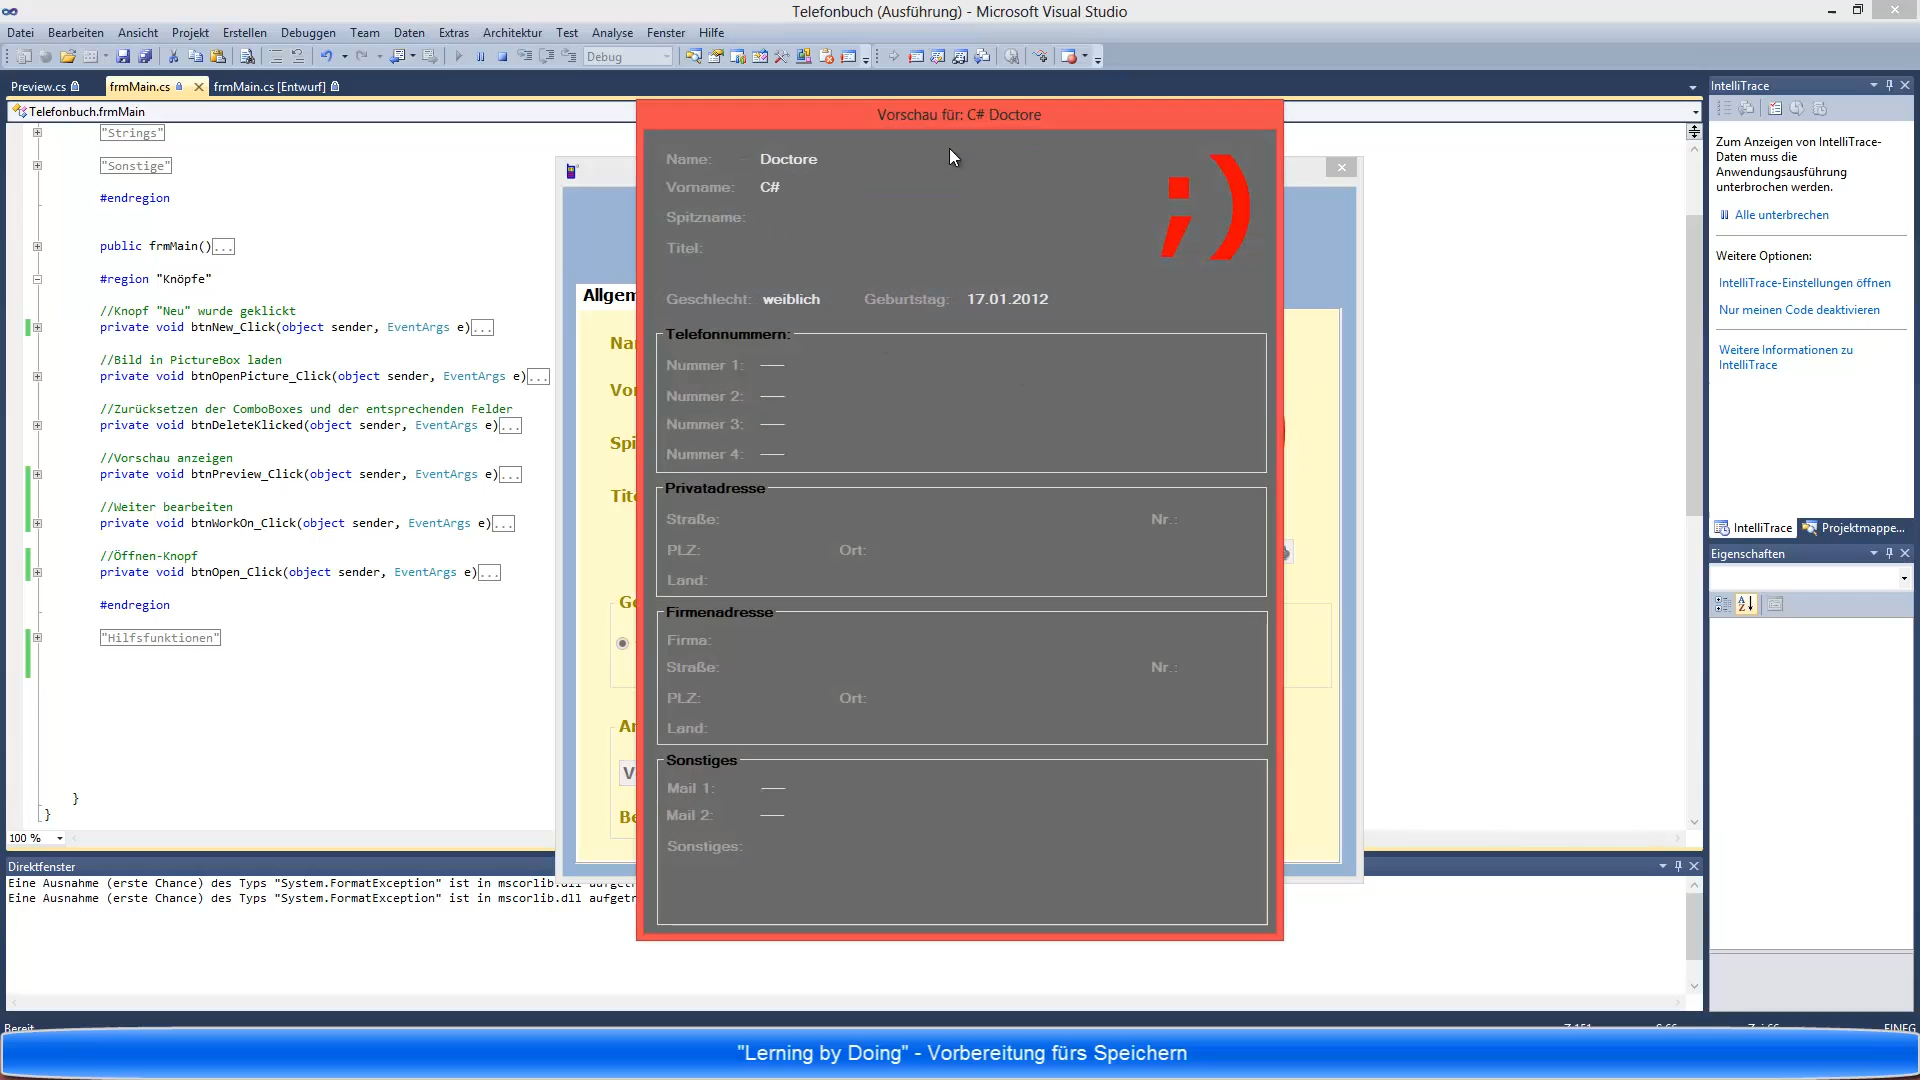 Telefonbuch (Ausführung) - Microsoft Visual Studio
Datei Bearbeiten Ansicht Projekt Erstellen Debuggen Team Daten Extras Architektur Test Analyse Fenster Hilfe
Debug
Preview.cs frmMain.cs frmMain.cs [Entwurf]
IntelliTrace
Telefonbuch.frmMain
Vorschau für: C# Doctore
"Strings"
"Sonstige"
#endregion
public frmMain()...
#region "Knöpfe"
//Knopf "Neu" wurde geklickt
private void btnNew_Click(object sender, EventArgs e)...
//Bild in PictureBox laden
private void btnOpenPicture_Click(object sender, EventArgs e)...
//Zurücksetzen der ComboBoxes und der entsprechenden Felder
private void btnDeleteKlicked(object sender, EventArgs e)...
//Vorschau anzeigen
private void btnPreview_Click(object sender, EventArgs e)...
//Weiter bearbeiten
private void btnWorkOn_Click(object sender, EventArgs e)...
//Öffnen-Knopf
private void btnOpen_Click(object sender, EventArgs e)...
#endregion
"Hilfsfunktionen"
}
}
100 %
Allgem
Na
Vor
Spi
Tite
Ge
Ar
V
Be
Name: Doctore
Vorname: C#
Spitzname:
Titel:
;)
Geschlecht: weiblich Geburtstag: 17.01.2012
Telefonnummern:
Nummer 1: ----
Nummer 2: ----
Nummer 3: ----
Nummer 4: ----
Privatadresse
Straße: Nr.:
PLZ: Ort:
Land:
Firmenadresse
Firma:
Straße: Nr.:
PLZ: Ort:
Land:
Sonstiges
Mail 1: ----
Mail 2: ----
Sonstiges:
Zum Anzeigen von IntelliTrace-
Daten muss die
Anwendungsausführung
unterbrochen werden.
Alle unterbrechen
Weitere Optionen:
IntelliTrace-Einstellungen öffnen
Nur meinen Code deaktivieren
Weitere Informationen zu
IntelliTrace
IntelliTrace Projektmappe...
Eigenschaften
Direktfenster
Eine Ausnahme (erste Chance) des Typs "System.FormatException" ist in mscorlib.dll aufgetr
Eine Ausnahme (erste Chance) des Typs "System.FormatException" ist in mscorlib.dll aufgetr
Bereit
EINFG
"Lerning by Doing" - Vorbereitung fürs Speichern